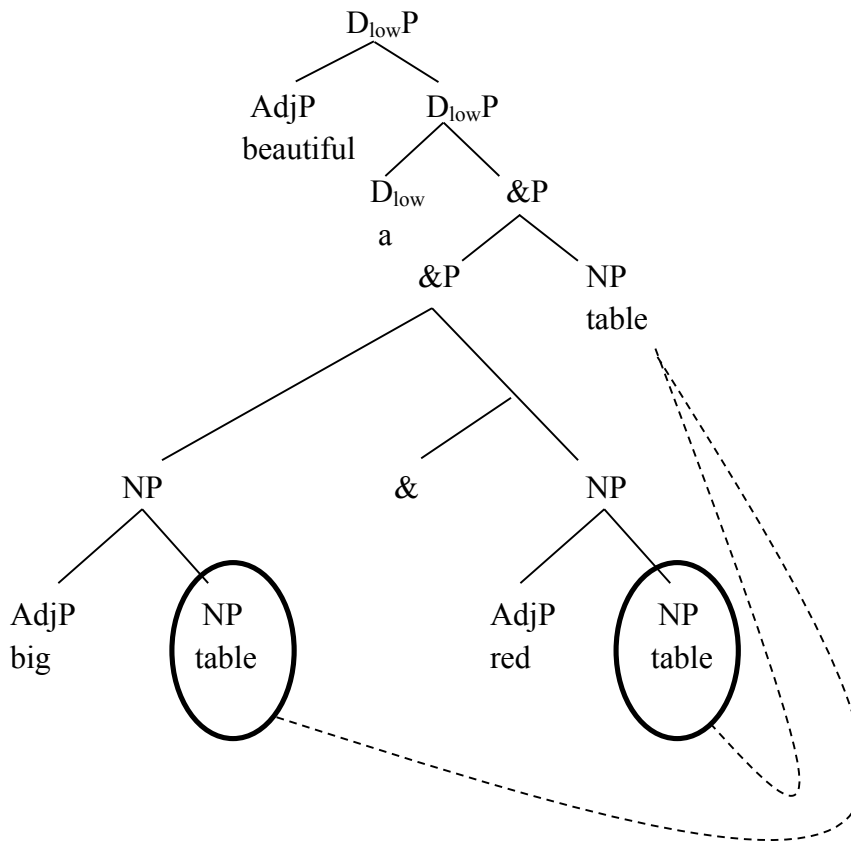 DlowP
AdjP DlowP
beautiful
Dlow &P
a
&P NP
table
NP & NP
AdjP NP AdjP NP
big table red table